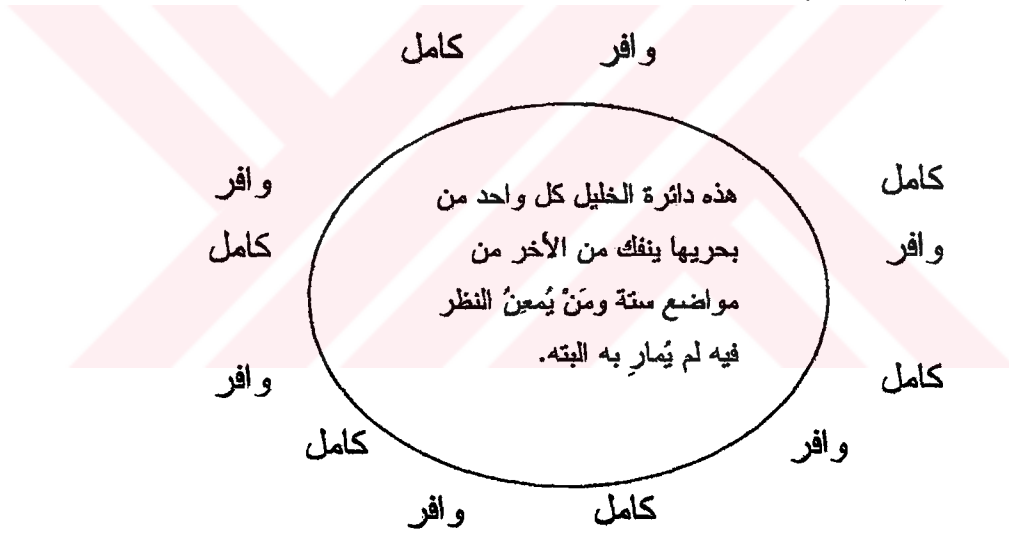 وافر كامل
كامل وافر
هذه دائرة الخليل كل واحد من
وافر كامل
بحريها ينفك من الأخر من
مواضع ستة ومَنْ يُمعِنُ النظر
فيه لم يُمارِ به البته.
كامل وافر
وافر كامل
كامل وافر